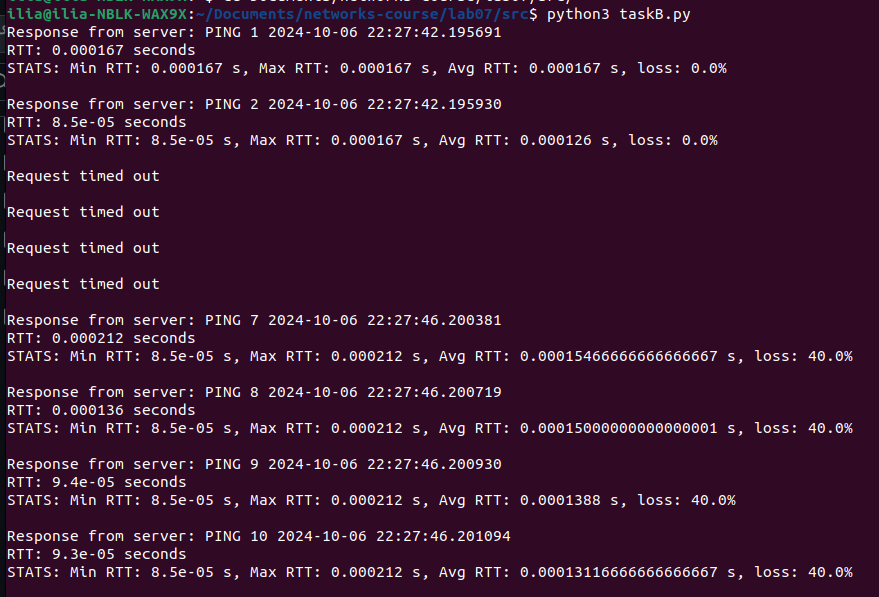 ilia@ilia-NBLK-WAX9X:~/Documents/networks-course/lab07/src$ python3 taskB.py
Response from server: PING 1 2024-10-06 22:27:42.195691
RTT: 0.000167 seconds
STATS: Min RTT: 0.000167 s, Max RTT: 0.000167 s, Avg RTT: 0.000167 s, loss: 0.0%
Response from server: PING 2 2024-10-06 22:27:42.195930
RTT: 8.5e-05 seconds
STATS: Min RTT: 8.5e-05 s, Max RTT: 0.000167 s, Avg RTT: 0.000126 s, loss: 0.0%
Request timed out
Request timed out
Request timed out
Request timed out
Response from server: PING 7 2024-10-06 22:27:46.200381
RTT: 0.000212 seconds
STATS: Min RTT: 8.5e-05 s, Max RTT: 0.000212 s, Avg RTT: 0.00015466666666666667 s, loss: 40.0%
Response from server: PING 8 2024-10-06 22:27:46.200719
RTT: 0.000136 seconds
STATS: Min RTT: 8.5e-05 s, Max RTT: 0.000212 s, Avg RTT: 0.00015000000000000001 s, loss: 40.0%
Response from server: PING 9 2024-10-06 22:27:46.200930
RTT: 9.4e-05 seconds
STATS: Min RTT: 8.5e-05 s, Max RTT: 0.000212 s, Avg RTT: 0.0001388 s, loss: 40.0%
Response from server: PING 10 2024-10-06 22:27:46.201094
RTT: 9.3e-05 seconds
STATS: Min RTT: 8.5e-05 s, Max RTT: 0.000212 s, Avg RTT: 0.00013116666666666667 s, loss: 40.0%